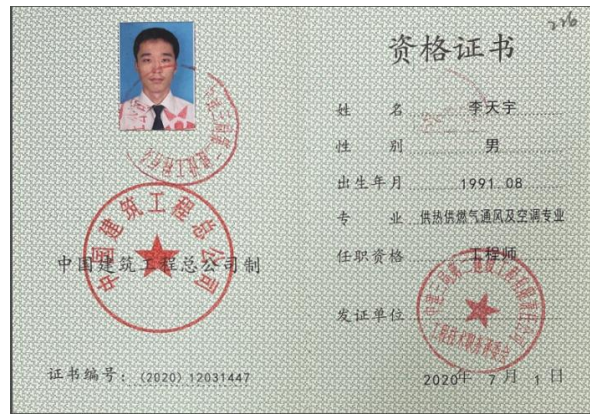 中国建筑工程总公司
中国建筑工程总公司制
证书编号：(2020) 12031447
226
资格证书
姓 名 李天宇
性 别 男
出生年月 1991.08
专 业 供热供燃气通风及空调专业
任职资格 工程师
发证单位
2020年 7 月 1 日